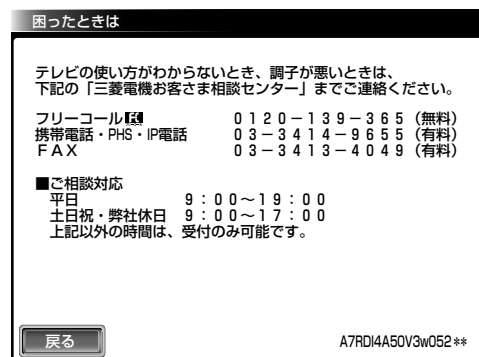 困ったときは
テレビの使い方がわからないとき、調子が悪いときは、
下記の「三菱電機お客さま相談センター」までご連絡ください。
フリーコール 0120－139－365（無料）
携帯電話・PHS・IP電話 03－3414－9655（有料）
ＦＡＸ 03－3413－4049（有料）
■ご相談対応
平日 9：00～19：00
土日祝・弊社休日 9：00～17：00
上記以外の時間は、受付のみ可能です。
戻る A7RDI4A50V3w052**